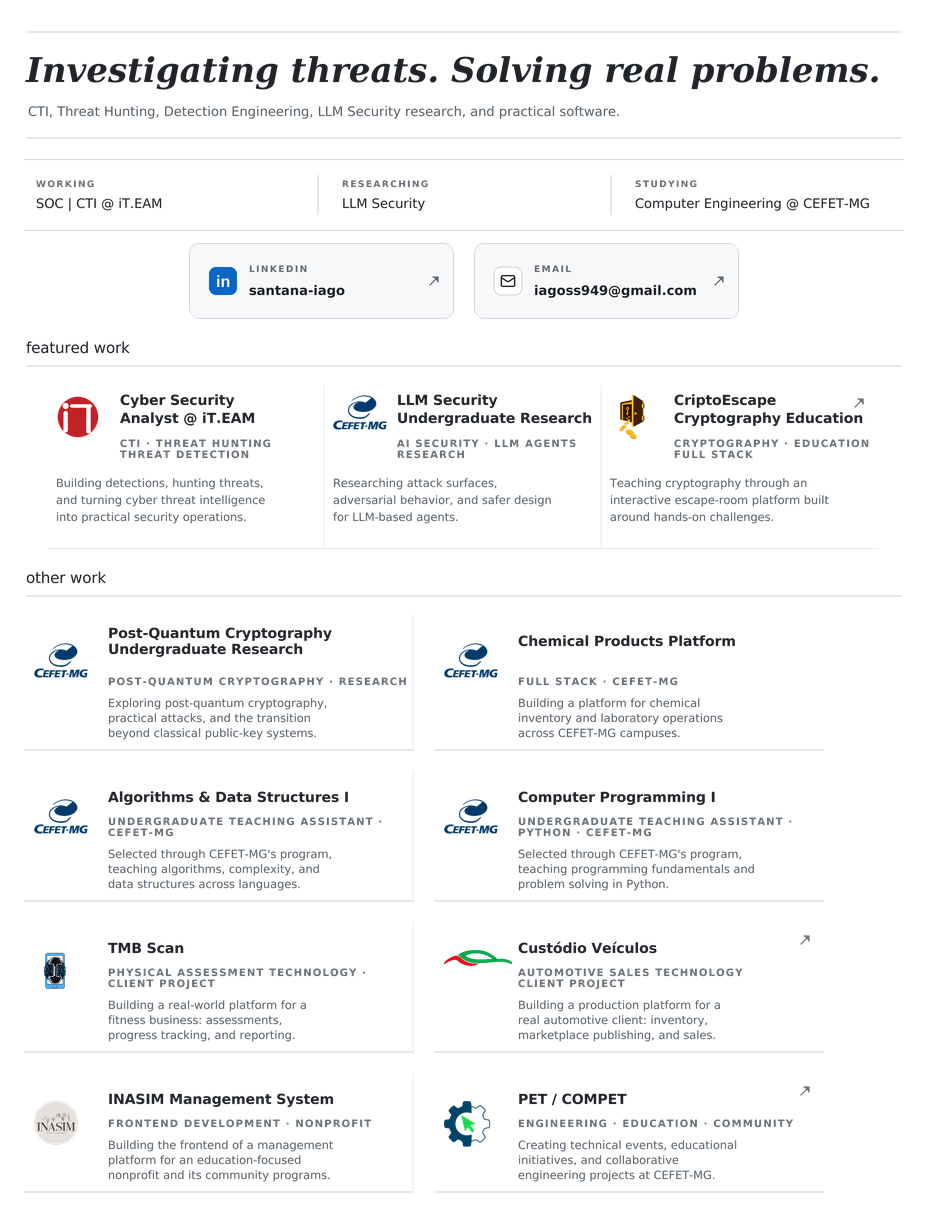 Investigating threats. Solving real problems.
CTI, Threat Hunting, Detection Engineering, LLM Security research, and practical software.
WORKING
SOC | CTI @ iT.EAM
RESEARCHING
LLM Security
STUDYING
Computer Engineering @ CEFET-MG
in
LINKEDIN
santana-iago
↗
EMAIL
iagoss949@gmail.com
↗
featured work
iT
Cyber Security
Analyst @ iT.EAM
CTI · THREAT HUNTING
THREAT DETECTION
Building detections, hunting threats,
and turning cyber threat intelligence
into practical security operations.
CEFET-MG
LLM Security
Undergraduate Research
AI SECURITY · LLM AGENTS
RESEARCH
Researching attack surfaces,
adversarial behavior, and safer design
for LLM-based agents.
CriptoEscape
Cryptography Education
↗
CRYPTOGRAPHY · EDUCATION
FULL STACK
Teaching cryptography through an
interactive escape-room platform built
around hands-on challenges.
other work
CEFET-MG
Post-Quantum Cryptography
Undergraduate Research
POST-QUANTUM CRYPTOGRAPHY · RESEARCH
Exploring post-quantum cryptography,
practical attacks, and the transition
beyond classical public-key systems.
CEFET-MG
Chemical Products Platform
FULL STACK · CEFET-MG
Building a platform for chemical
inventory and laboratory operations
across CEFET-MG campuses.
CEFET-MG
Algorithms & Data Structures I
UNDERGRADUATE TEACHING ASSISTANT ·
CEFET-MG
Selected through CEFET-MG's program,
teaching algorithms, complexity, and
data structures across languages.
CEFET-MG
Computer Programming I
UNDERGRADUATE TEACHING ASSISTANT ·
PYTHON · CEFET-MG
Selected through CEFET-MG's program,
teaching programming fundamentals and
problem solving in Python.
TMB Scan
PHYSICAL ASSESSMENT TECHNOLOGY ·
CLIENT PROJECT
Building a real-world platform for a
fitness business: assessments,
progress tracking, and reporting.
Custódio Veículos
↗
AUTOMOTIVE SALES TECHNOLOGY
CLIENT PROJECT
Building a production platform for a
real automotive client: inventory,
marketplace publishing, and sales.
INASIM
INASIM Management System
FRONTEND DEVELOPMENT · NONPROFIT
Building the frontend of a management
platform for an education-focused
nonprofit and its community programs.
PET / COMPET
↗
ENGINEERING · EDUCATION · COMMUNITY
Creating technical events, educational
initiatives, and collaborative
engineering projects at CEFET-MG.